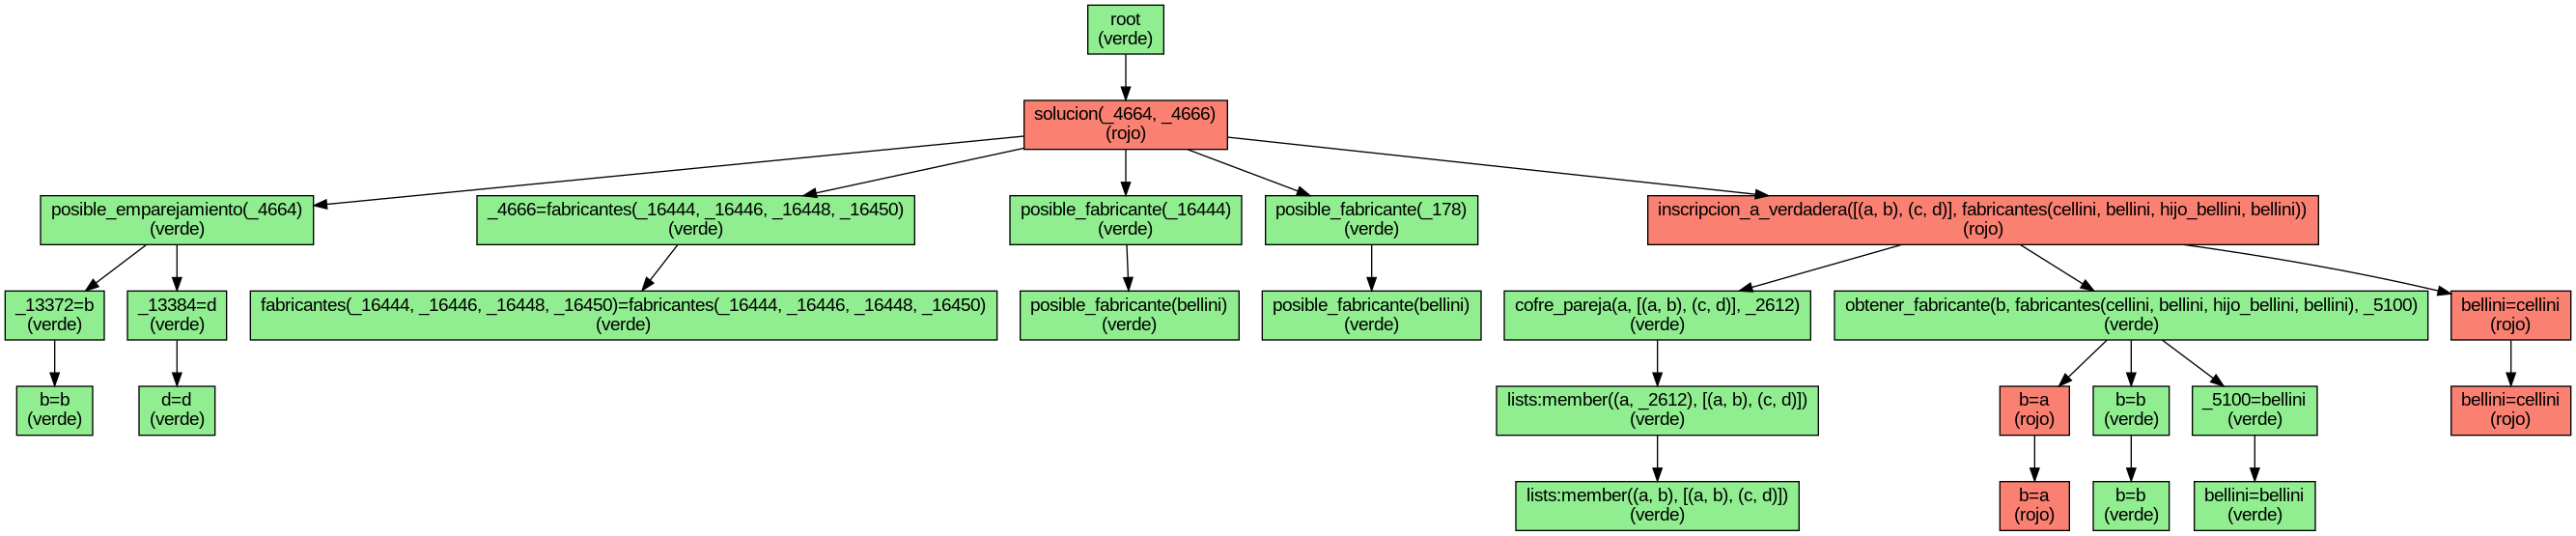 root
(verde)
solucion(_4664, _4666)
(rojo)
posible_emparejamiento(_4664)
(verde)
_4666=fabricantes(_16444, _16446, _16448, _16450)
(verde)
posible_fabricante(_16444)
(verde)
posible_fabricante(_178)
(verde)
inscripcion_a_verdadera([(a, b), (c, d)], fabricantes(cellini, bellini, hijo_bellini, bellini))
(rojo)
_13372=b
(verde)
_13384=d
(verde)
fabricantes(_16444, _16446, _16448, _16450)=fabricantes(_16444, _16446, _16448, _16450)
(verde)
posible_fabricante(bellini)
(verde)
posible_fabricante(bellini)
(verde)
cofre_pareja(a, [(a, b), (c, d)], _2612)
(verde)
obtener_fabricante(b, fabricantes(cellini, bellini, hijo_bellini, bellini), _5100)
(verde)
bellini=cellini
(rojo)
b=b
(verde)
d=d
(verde)
lists:member((a, _2612), [(a, b), (c, d)])
(verde)
b=a
(rojo)
b=b
(verde)
_5100=bellini
(verde)
bellini=cellini
(rojo)
lists:member((a, b), [(a, b), (c, d)])
(verde)
b=a
(rojo)
b=b
(verde)
bellini=bellini
(verde)